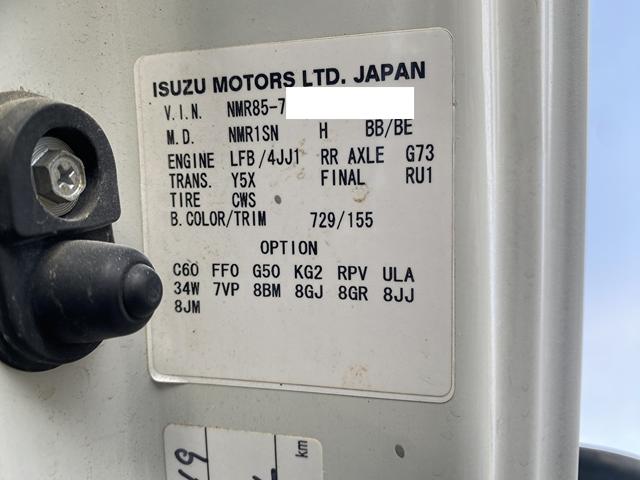 ISUZU MOTORS LTD. JAPAN
V.I.N. NMR85-7
M.D. NMR1SN H BB/BE
ENGINE LFB/4JJ1 RR AXLE G73
TRANS. Y5X FINAL RU1
TIRE CWS
B.COLOR/TRIM 729/155
OPTION
C60 FF0 G50 KG2 RPV ULA
34W 7VP 8BM 8GJ 8GR 8JJ
8JM
km